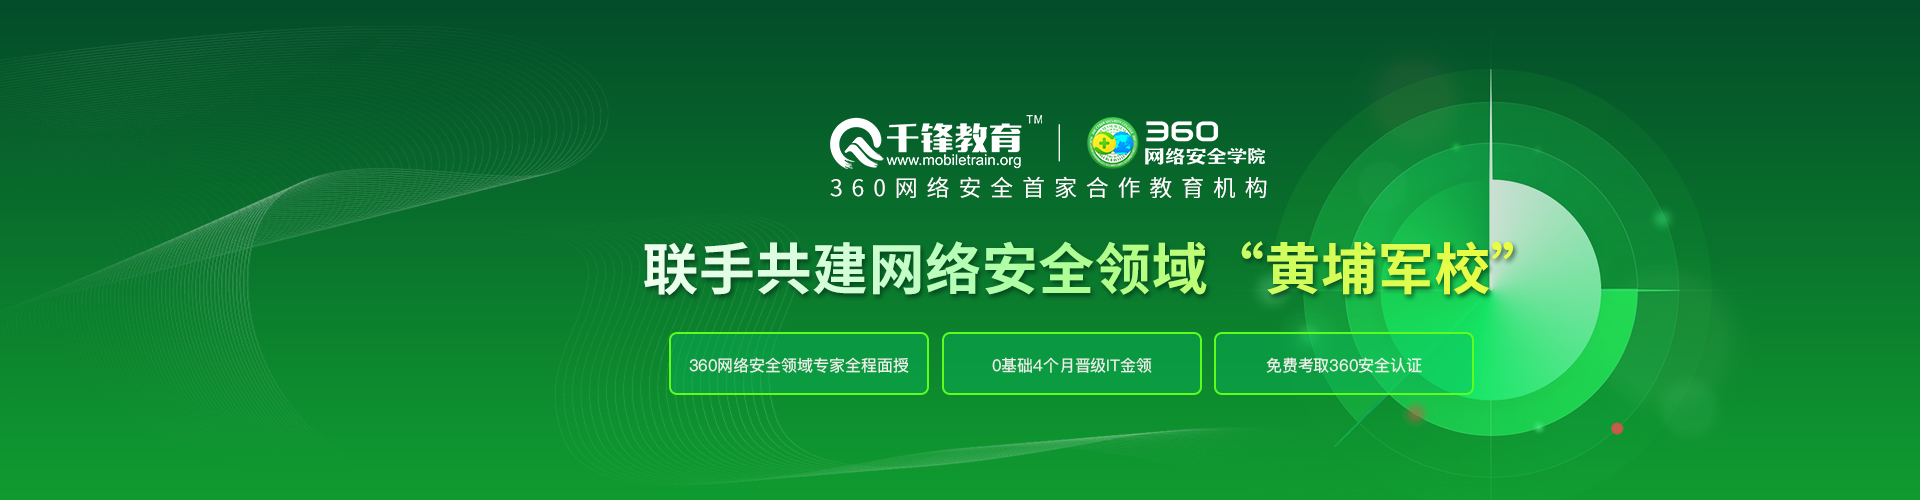 千锋教育 TM
www.mobiletrain.org
360
网络安全学院
360网络安全首家合作教育机构
联手共建网络安全领域“黄埔军校”
360网络安全领域专家全程面授
0基础4个月晋级IT金领
免费考取360安全认证